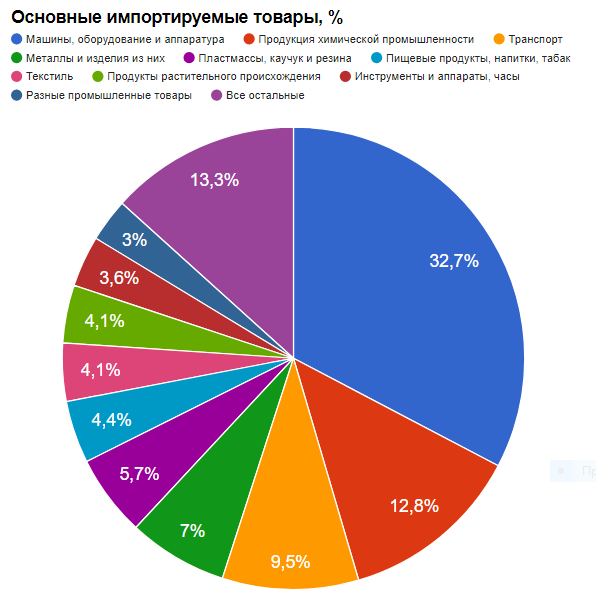 Основные импортируемые товары, %
Машины, оборудование и аппаратура Продукция химической промышленности Транспорт
Металлы и изделия из них Пластмассы, каучук и резина Пищевые продукты, напитки, табак
Текстиль Продукты растительного происхождения Инструменты и аппараты, часы
Разные промышленные товары Все остальные
13,3%
32,7%
3%
3,6%
4,1%
4,1%
4,4%
5,7%
7%
9,5%
12,8%